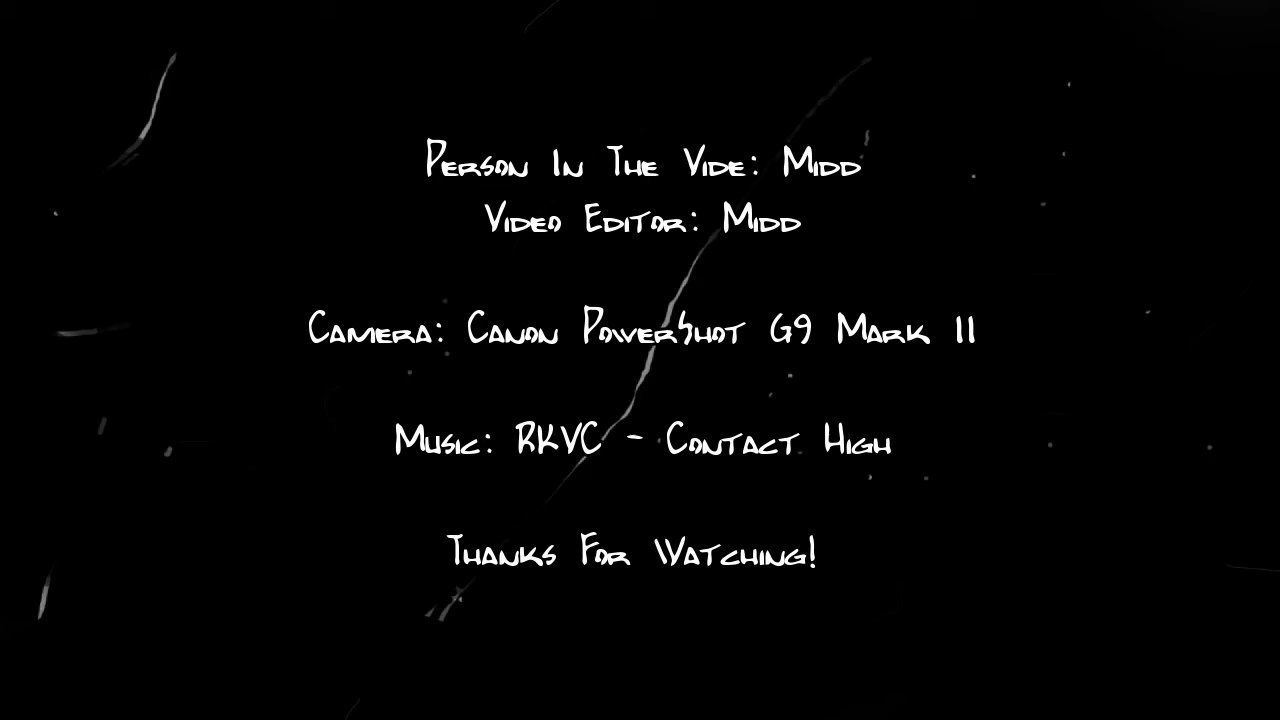 Person In The Vide: Midd
Video Editor: Midd
Camera: Canon PowerShot G9 Mark II
Music: RKVC - Contact High
Thanks For Watching!